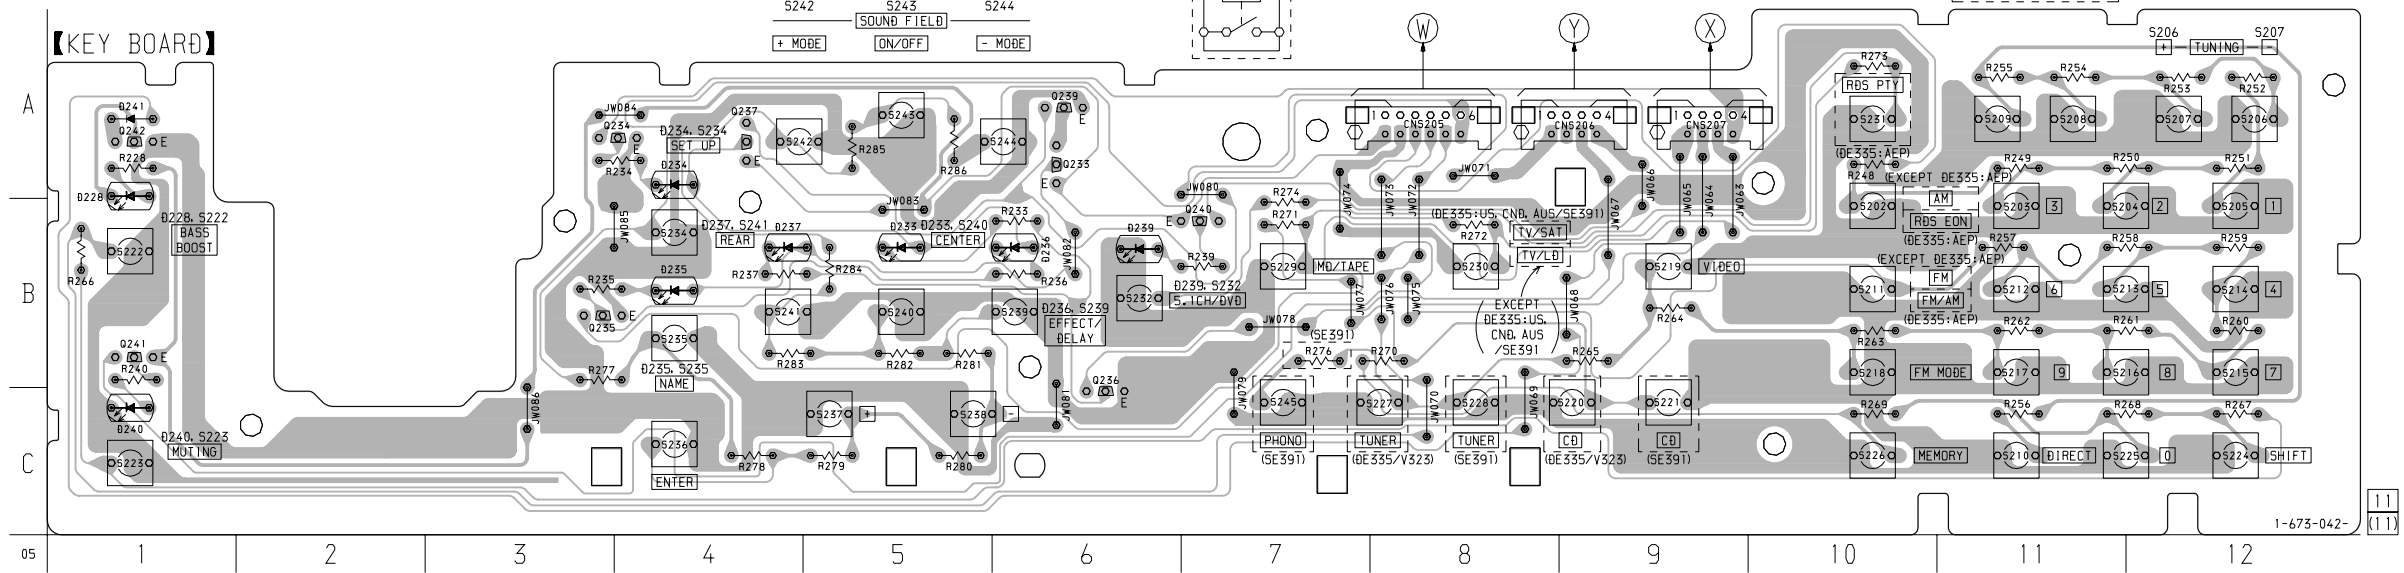 S242 S243 S244
SOUND FIELD
+ MODE ON/OFF - MODE
【KEY BOARD】
W Y X
S206 S207
+ TUNING -
A
D241
Q242 E
R228
D228
D228, S222
BASS
BOOST
S222
R266
JW084
Q234
E
R234
D234, S234
SET UP
D234
Q237
E
S242
R285
S243
R286
S244
Q239
E
Q233
E
JW085
S234
D237, S241
REAR
D237
JW083
D233
D233, S240
CENTER
R233
D236
JW082
D239
JW080
Q240
E
R239
R274
R271
S229
MD/TAPE
1 CNS205 6
1 CNS206 4
1 CNS207 4
JW074
JW073
JW072
JW071
JW067
JW066
JW065
JW064
JW063
(DE335:US, CND, AUS/SE391)
R272
TV/SAT
TV/LD
S230
S219
VIDEO
R273
RDS PTY
S231
(DE335:AEP)
R248
(EXCEPT DE335:AEP)
S202
AM
RDS EON
(DE335:AEP)
R255 R254
R253 R252
S209 S208 S207 S206
R249 R250 R251
S203 3 S204 2 S205 1
R257 R258 R259
(EXCEPT DE335:AEP)
B
R235
D235
Q235
E
R237
R284
R236
S241
S240
S239
D236, S239
EFFECT/
DELAY
S232
D239, S232
5.1CH/DVD
JW078
JW077
JW076
JW075
JW068
EXCEPT
DE335:US,
CND, AUS
/SE391
R264
S211
FM
FM/AM
(DE335:AEP)
S212 6 S213 5 S214 4
R263 R262 R261 R260
Q241 E
R240
D240
D240, S223
MUTING
S223
S235
D235, S235
NAME
R277
JW086
R283 R282 R281
(SE391)
R276
R270
R265
S218 FM MODE S217 9 S216 8 S215 7
R269 R256 R268 R267
C
S236
ENTER
R278
S237 +
R279
S238 -
R280
JW081
Q236
E
JW079
S245
PHONO
(SE391)
S227
TUNER
(DE335/V323)
JW070
S228
TUNER
(SE391)
JW069
S220
CD
(DE335/V323)
S221
CD
(SE391)
S226 MEMORY S210 DIRECT S225 0 S224 SHIFT
1-673-042-
11
(11)
05 1 2 3 4 5 6 7 8 9 10 11 12